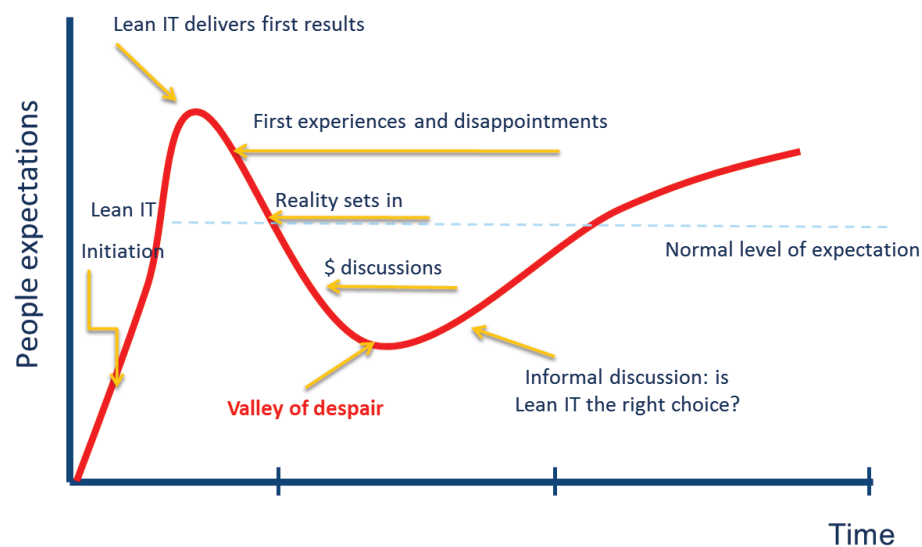 Lean IT delivers first results
People expectations
First experiences and disappointments
Lean IT
Initiation
Reality sets in
Normal level of expectation
$ discussions
Valley of despair
Informal discussion: is
Lean IT the right choice?
Time